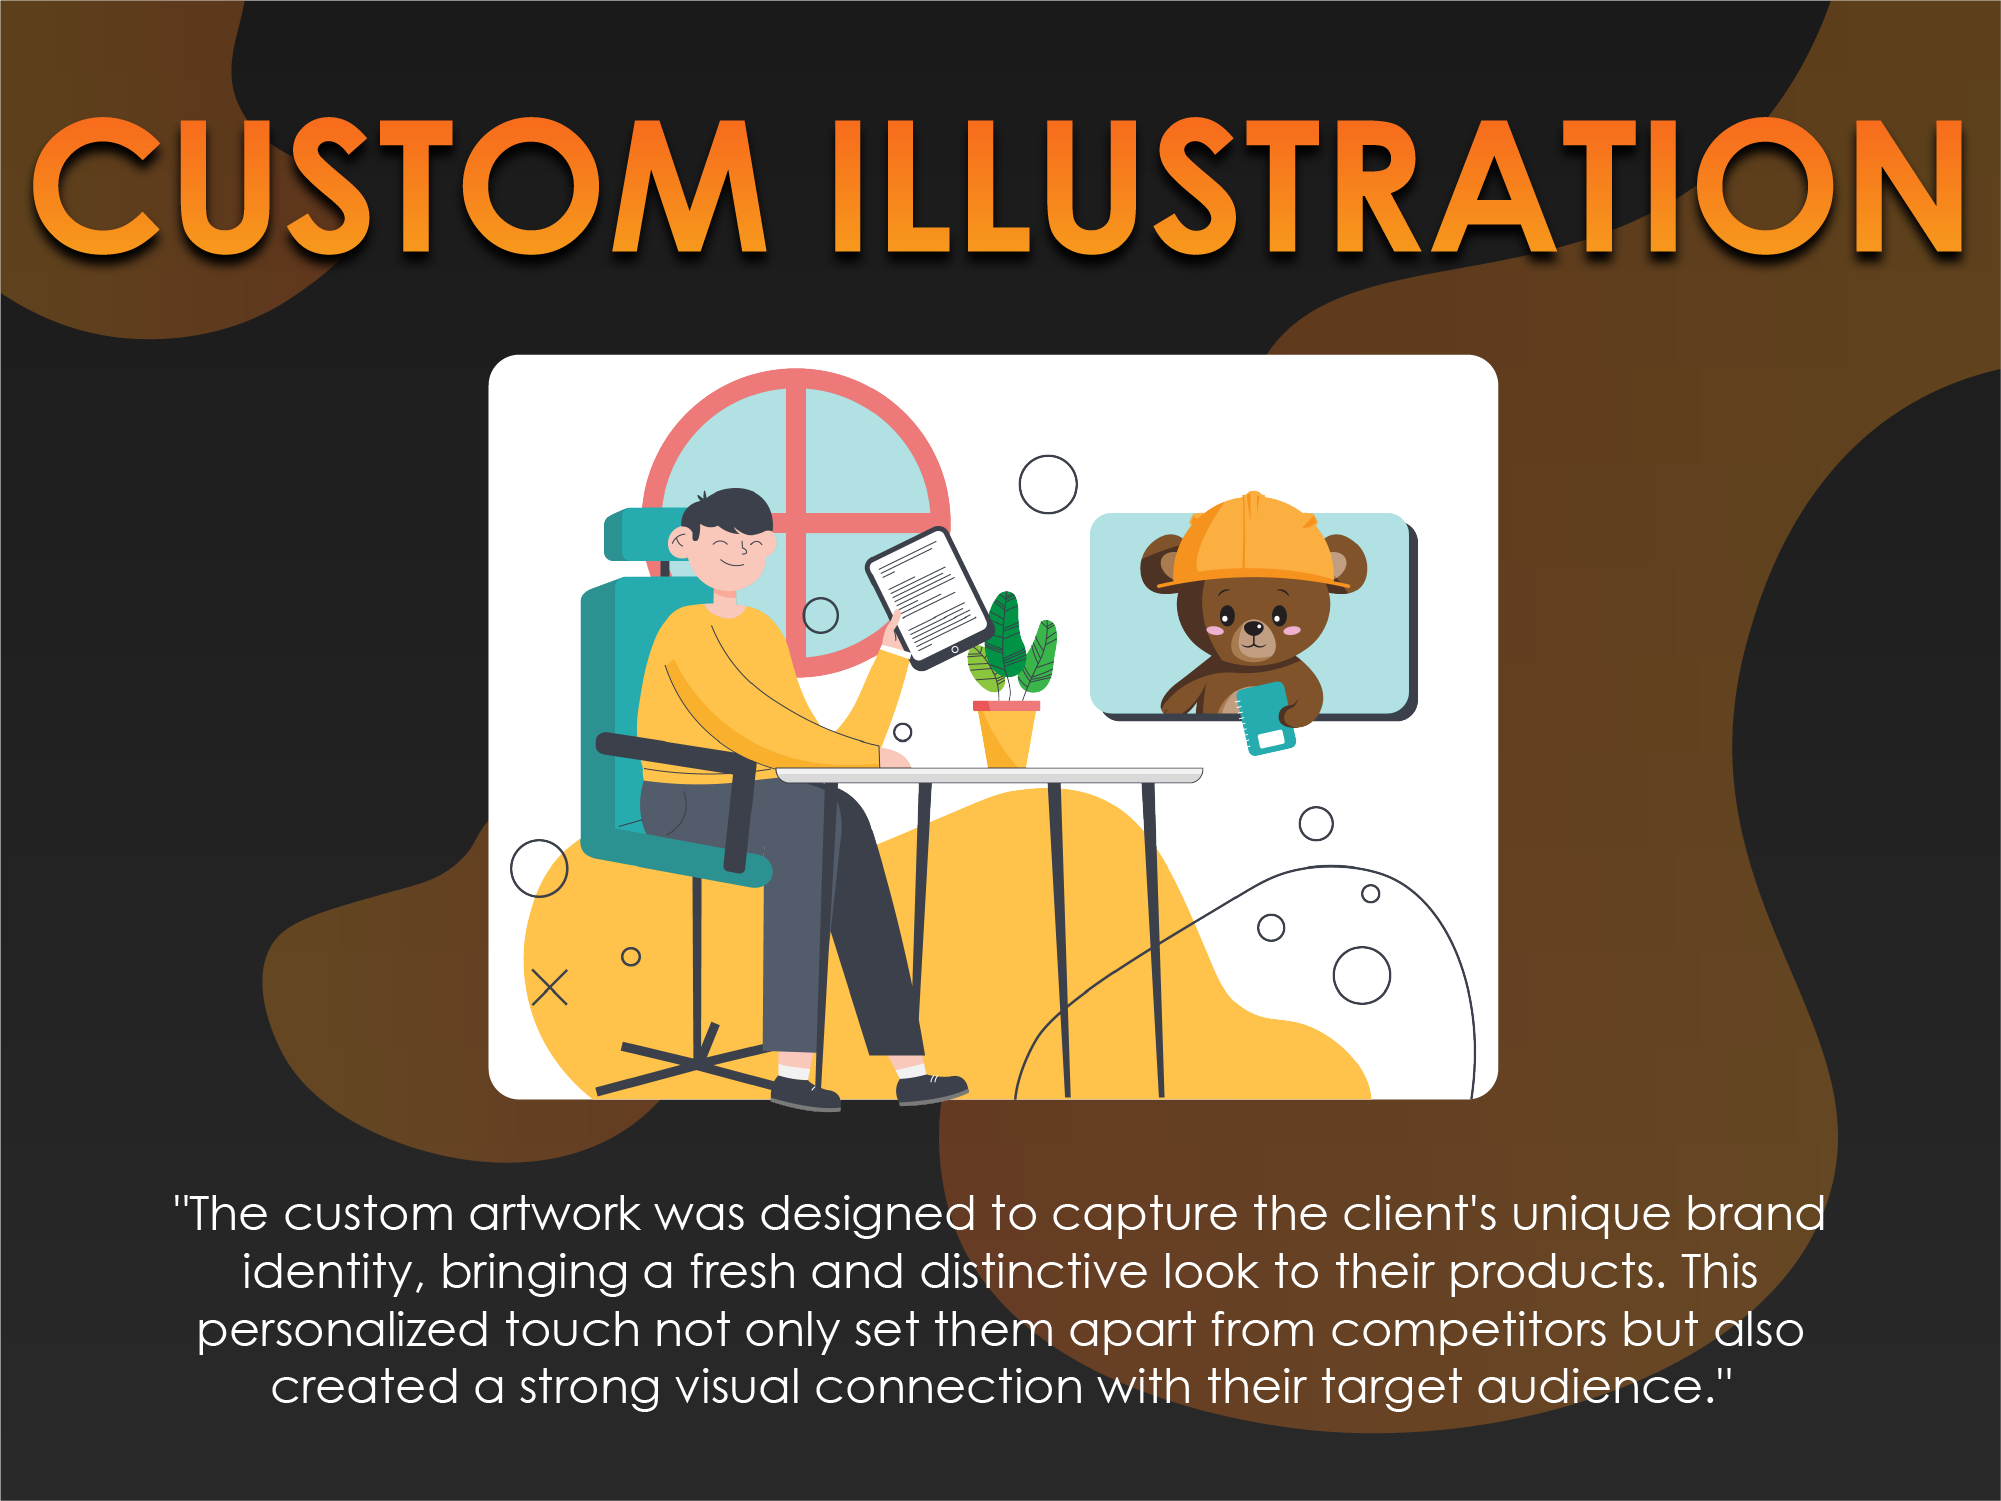 CUSTOM ILLUSTRATION
"The custom artwork was designed to capture the client's unique brand
identity, bringing a fresh and distinctive look to their products. This
personalized touch not only set them apart from competitors but also
created a strong visual connection with their target audience."